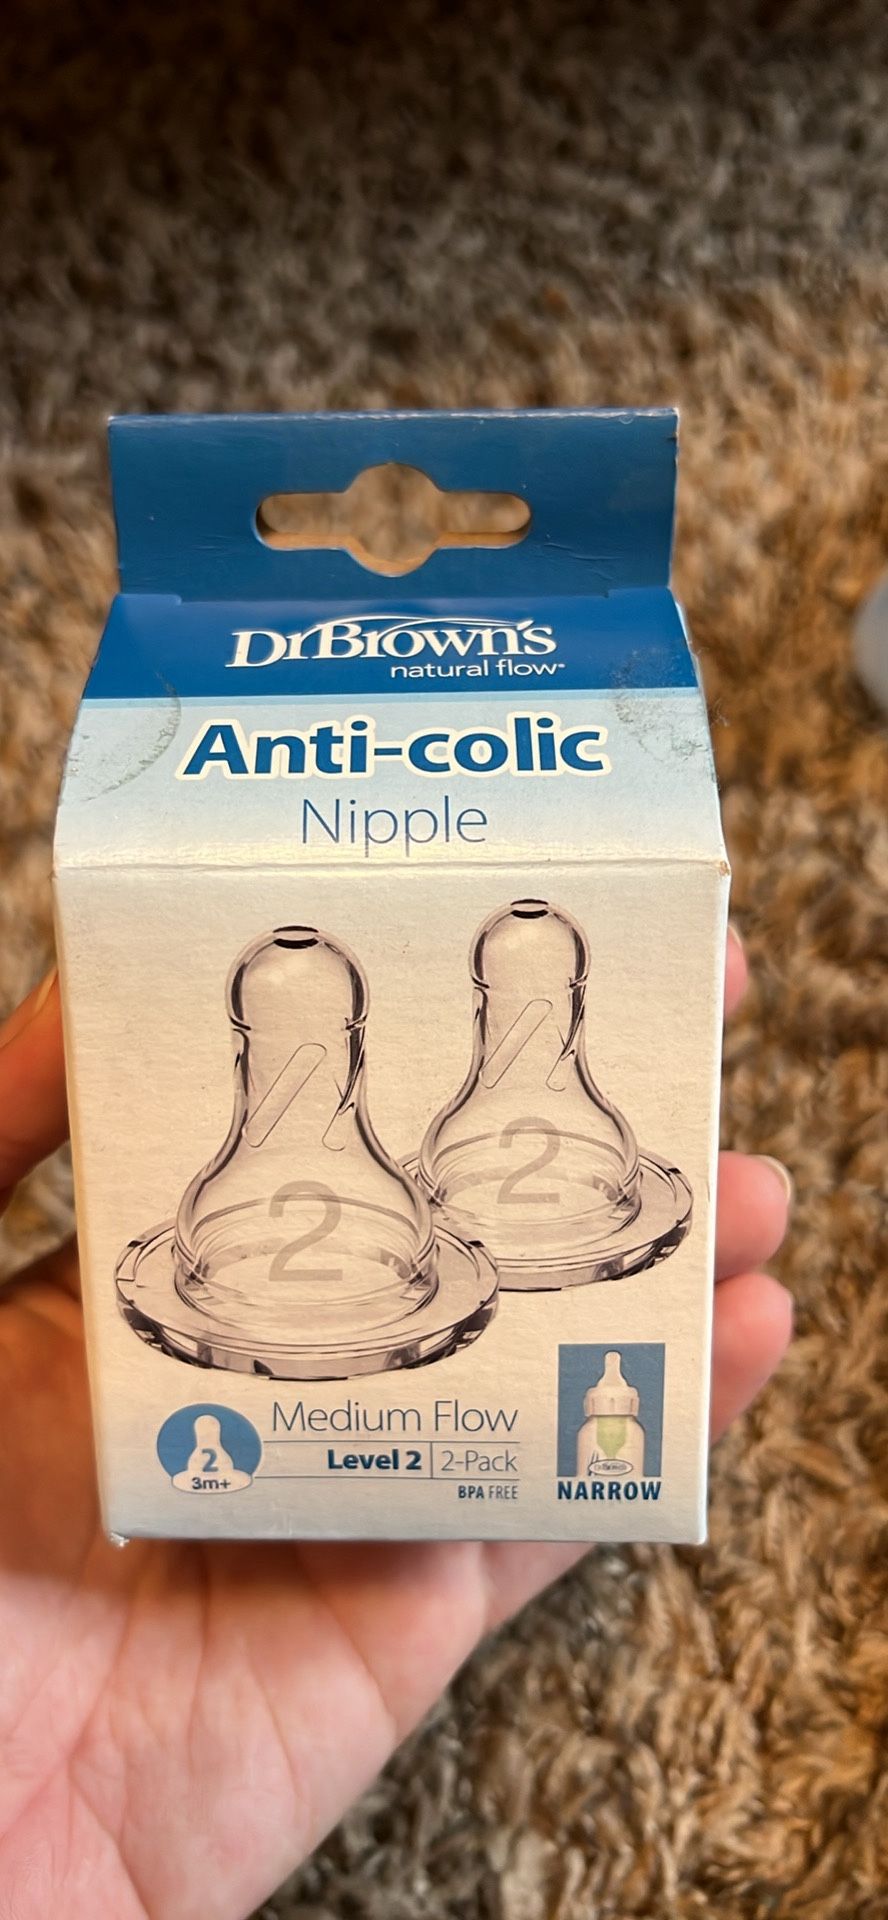 DrBrown's
natural flow®
Anti-colic
Nipple
2
2
Medium Flow
2
Level 2 | 2-Pack
3m+
BPA FREE
DrBrown's
NARROW